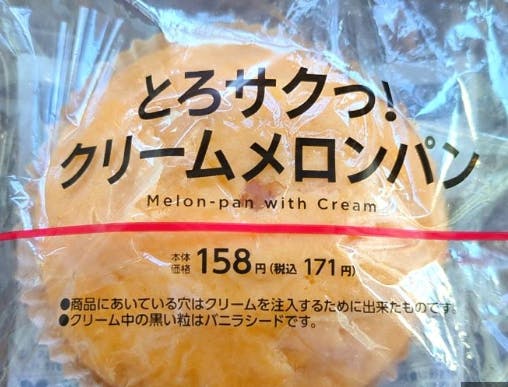 とろサクっ!
クリームメロンパン
Melon-pan with Cream
本体価格 158円(税込 171円)
●商品にあいている穴はクリームを注入するために出来たものです。
●クリーム中の黒い粒はバニラシードです。